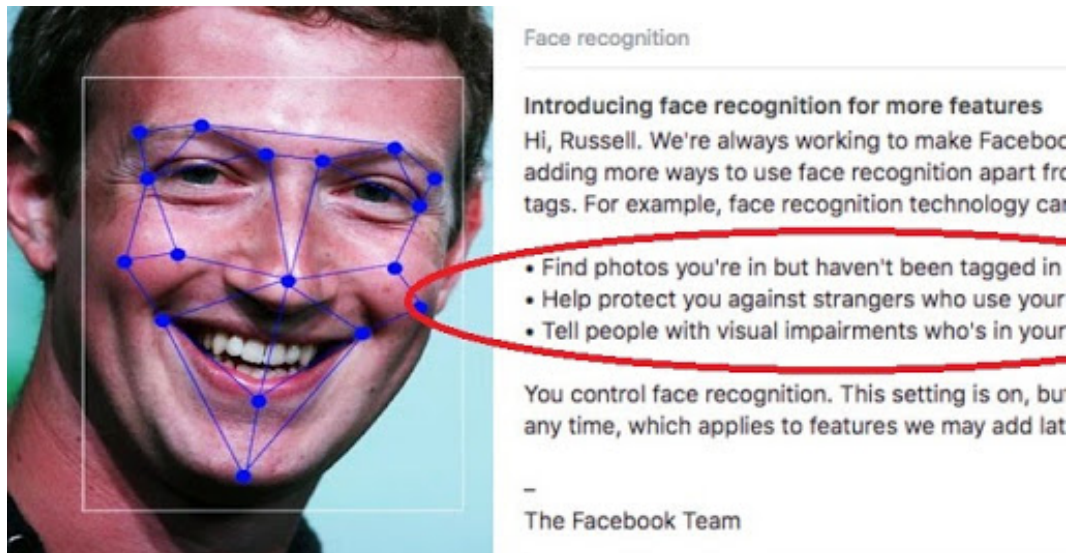 Face recognition
Introducing face recognition for more features
Hi, Russell. We're always working to make Faceboo
adding more ways to use face recognition apart fro
tags. For example, face recognition technology can
• Find photos you're in but haven't been tagged in
• Help protect you against strangers who use your
• Tell people with visual impairments who's in your
You control face recognition. This setting is on, but
any time, which applies to features we may add lat
–
The Facebook Team